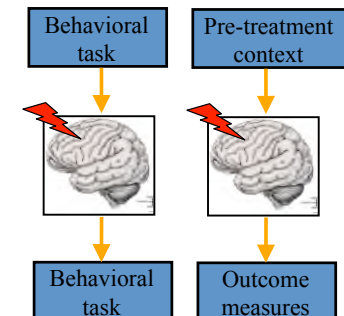 Behavioral
task
Pre-treatment
context
Behavioral
task
Outcome
measures